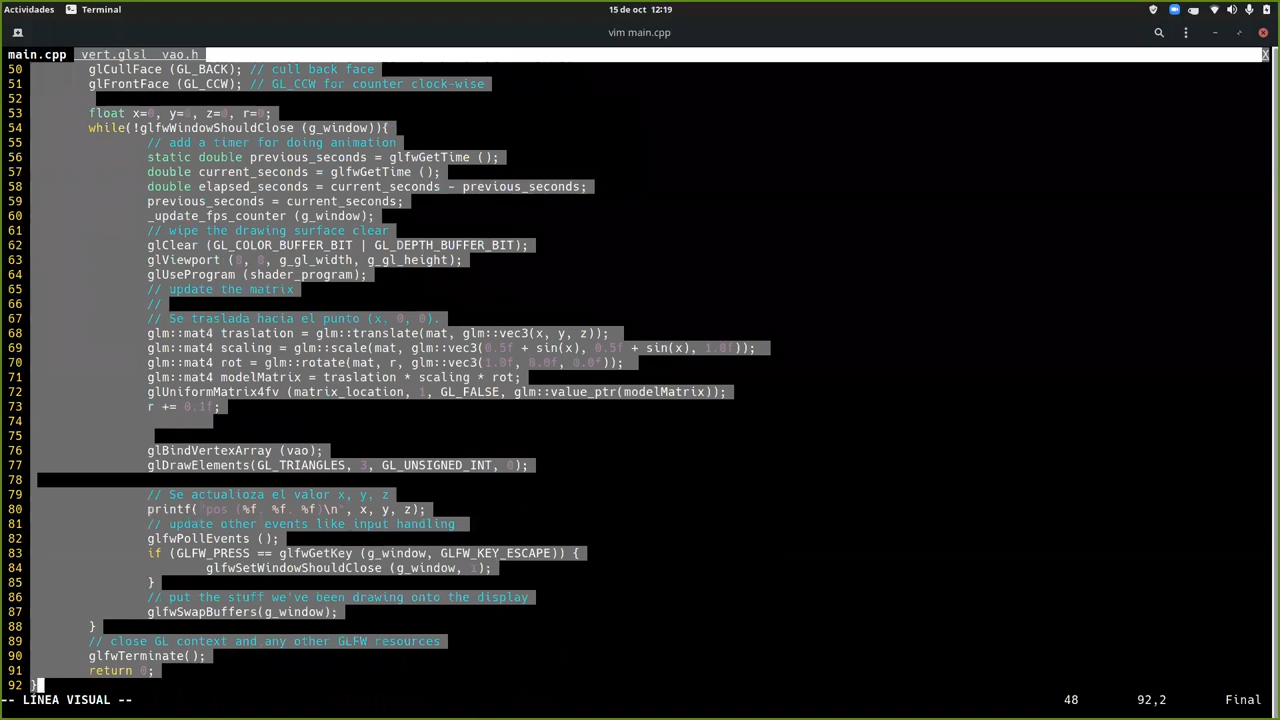 Actividades Terminal 15 de oct 12:19
vim main.cpp
main.cpp vert.glsl vao.h X
50 glCullFace (GL_BACK); // cull back face
51 glFrontFace (GL_CCW); // GL_CCW for counter clock-wise
52
53 float x=0, y=0, z=0, r=0;
54 while(!glfwWindowShouldClose (g_window)){
55 // add a timer for doing animation
56 static double previous_seconds = glfwGetTime ();
57 double current_seconds = glfwGetTime ();
58 double elapsed_seconds = current_seconds - previous_seconds;
59 previous_seconds = current_seconds;
60 _update_fps_counter (g_window);
61 // wipe the drawing surface clear
62 glClear (GL_COLOR_BUFFER_BIT | GL_DEPTH_BUFFER_BIT);
63 glViewport (0, 0, g_gl_width, g_gl_height);
64 glUseProgram (shader_program);
65 // update the matrix
66 //
67 // Se traslada hacia el punto (x, 0, 0).
68 glm::mat4 traslation = glm::translate(mat, glm::vec3(x, y, z));
69 glm::mat4 scaling = glm::scale(mat, glm::vec3(0.5f + sin(x), 0.5f + sin(x), 1.0f));
70 glm::mat4 rot = glm::rotate(mat, r, glm::vec3(1.0f, 0.0f, 0.0f));
71 glm::mat4 modelMatrix = traslation * scaling * rot;
72 glUniformMatrix4fv (matrix_location, 1, GL_FALSE, glm::value_ptr(modelMatrix));
73 r += 0.1f;
74
75
76 glBindVertexArray (vao);
77 glDrawElements(GL_TRIANGLES, 3, GL_UNSIGNED_INT, 0);
78
79 // Se actualioza el valor x, y, z
80 printf("pos (%f. %f. %f)\n", x, y, z);
81 // update other events like input handling
82 glfwPollEvents ();
83 if (GLFW_PRESS == glfwGetKey (g_window, GLFW_KEY_ESCAPE)) {
84 glfwSetWindowShouldClose (g_window, 1);
85 }
86 // put the stuff we've been drawing onto the display
87 glfwSwapBuffers(g_window);
88 }
89 // close GL context and any other GLFW resources
90 glfwTerminate();
91 return 0;
92 }
-- LÍNEA VISUAL -- 48 92,2 Final